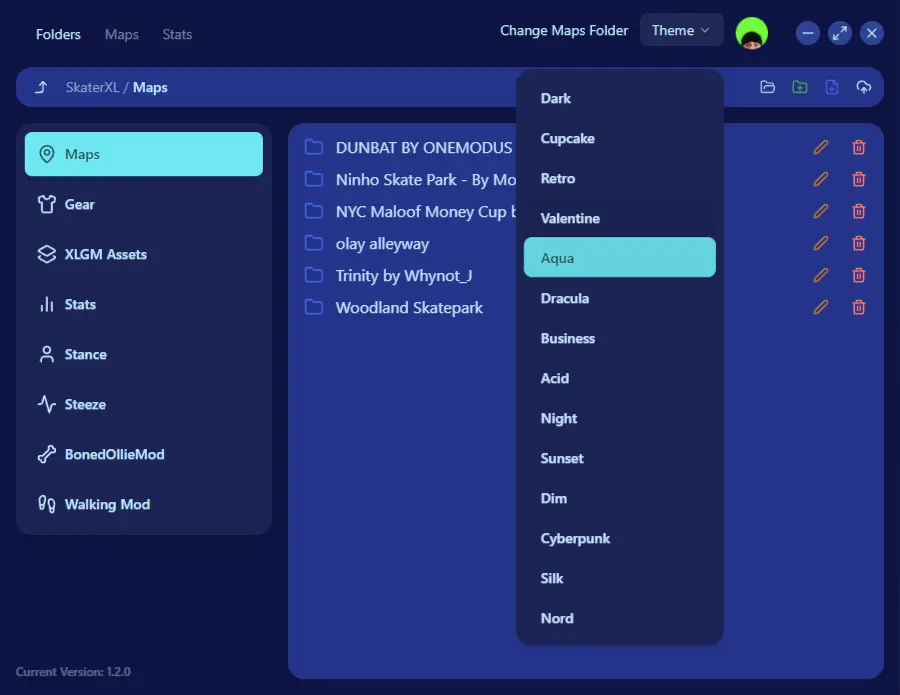 Folders Maps Stats Change Maps Folder Theme
SkaterXL / Maps
Maps
Gear
XLGM Assets
Stats
Stance
Steeze
BonedOllieMod
Walking Mod
DUNBAT BY ONEMODUS
Ninho Skate Park - By Mo
NYC Maloof Money Cup b
olay alleyway
Trinity by Whynot_J
Woodland Skatepark
Dark
Cupcake
Retro
Valentine
Aqua
Dracula
Business
Acid
Night
Sunset
Dim
Cyberpunk
Silk
Nord
Current Version: 1.2.0